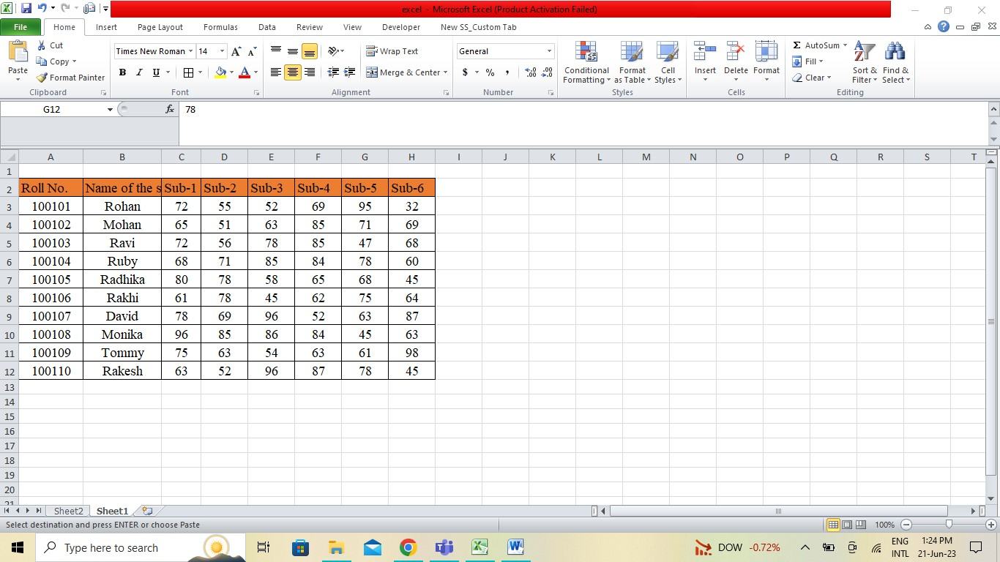 excel - Microsoft Excel (Product Activation Failed)
File Home Insert Page Layout Formulas Data Review View Developer New SS_Custom Tab
Paste
Cut
Copy
Format Painter
Clipboard
Times New Roman 14
B I U
Font
Wrap Text
Merge & Center
Alignment
General
$ % ,
Number
Conditional Formatting
Format as Table
Cell Styles
Styles
Insert Delete Format
Cells
AutoSum
Fill
Clear
Sort & Filter
Find & Select
Editing
G12 fx 78
A B C D E F G H I J K L M N O P Q R S T
1
2 Roll No. Name of the s Sub-1 Sub-2 Sub-3 Sub-4 Sub-5 Sub-6
3 100101 Rohan 72 55 52 69 95 32
4 100102 Mohan 65 51 63 85 71 69
5 100103 Ravi 72 56 78 85 47 68
6 100104 Ruby 68 71 85 84 78 60
7 100105 Radhika 80 78 58 65 68 45
8 100106 Rakhi 61 78 45 62 75 64
9 100107 David 78 69 96 52 63 87
10 100108 Monika 96 85 86 84 45 63
11 100109 Tommy 75 63 54 63 61 98
12 100110 Rakesh 63 52 96 87 78 45
13
14
15
16
17
18
19
20
21
Sheet2 Sheet1
Select destination and press ENTER or choose Paste 100%
Type here to search DOW -0.72% ENG 1:24 PM
INTL 21-Jun-23